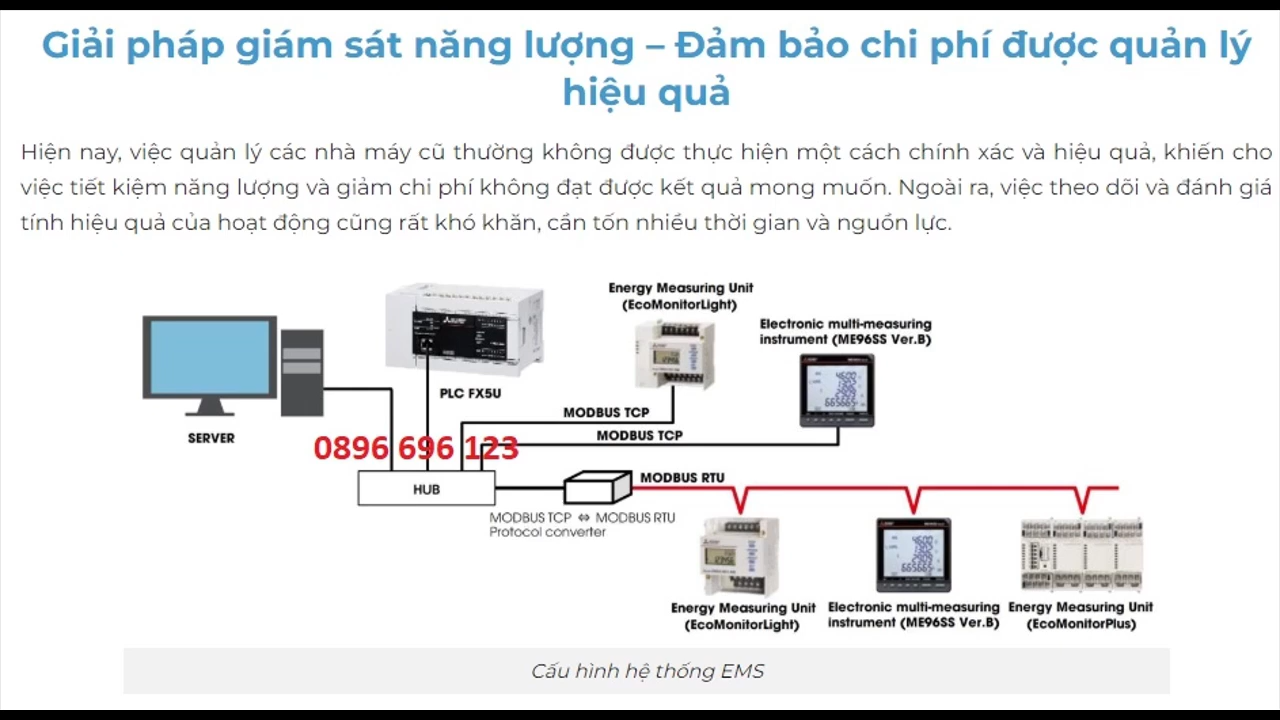 Giải pháp giám sát năng lượng – Đảm bảo chi phí được quản lý
hiệu quả
Hiện nay, việc quản lý các nhà máy cũ thường không được thực hiện một cách chính xác và hiệu quả, khiến cho
việc tiết kiệm năng lượng và giảm chi phí không đạt được kết quả mong muốn. Ngoài ra, việc theo dõi và đánh giá
tính hiệu quả của hoạt động cũng rất khó khăn, cần tốn nhiều thời gian và nguồn lực.
Energy Measuring Unit
(EcoMonitorLight)
Electronic multi-measuring
instrument (ME96SS Ver.B)
PLC FX5U
SERVER
MODBUS TCP
MODBUS TCP
0896 696 123
HUB
MODBUS RTU
MODBUS TCP ⇔ MODBUS RTU
Protocol converter
Energy Measuring Unit
(EcoMonitorLight)
Electronic multi-measuring
instrument (ME96SS Ver.B)
Energy Measuring Unit
(EcoMonitorPlus)
Cấu hình hệ thống EMS